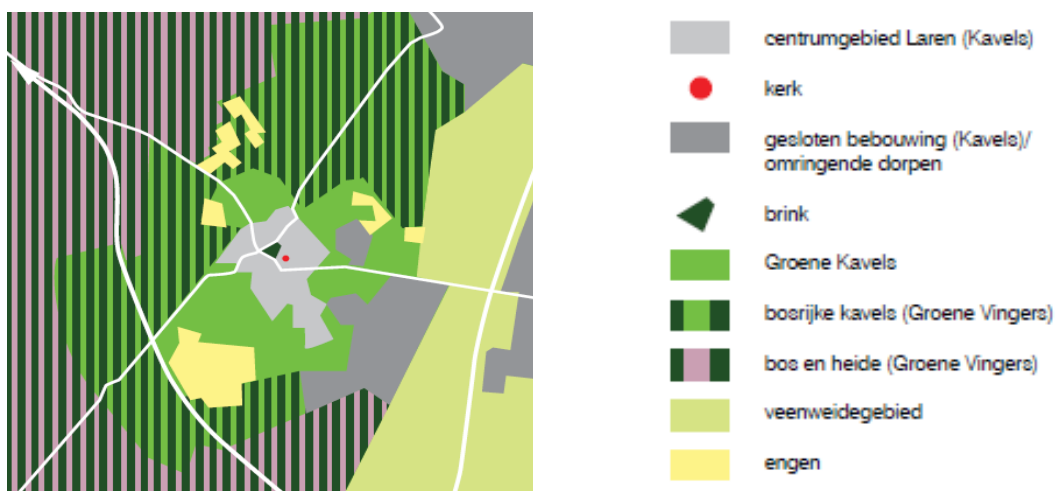 centrumgebied Laren (Kavels)
kerk
gesloten bebouwing (Kavels)/
omringende dorpen
brink
Groene Kavels
bosrijke kavels (Groene Vingers)
bos en heide (Groene Vingers)
veenweidegebied
engen